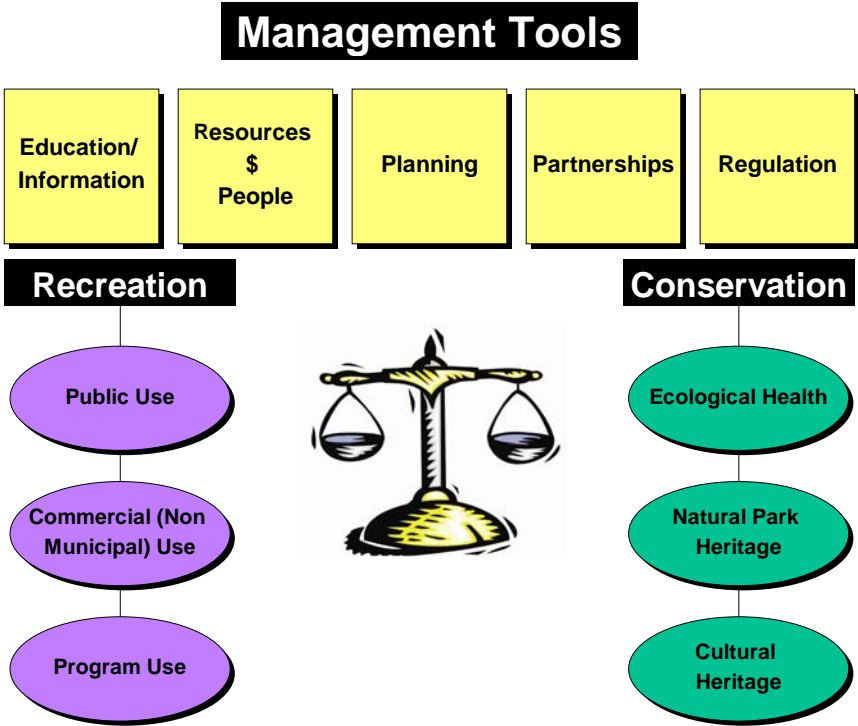 Management Tools
Education/
Information
Resources
$
People
Planning
Partnerships
Regulation
Recreation
Public Use
Commercial (Non
Municipal) Use
Program Use
Conservation
Ecological Health
Natural Park
Heritage
Cultural
Heritage